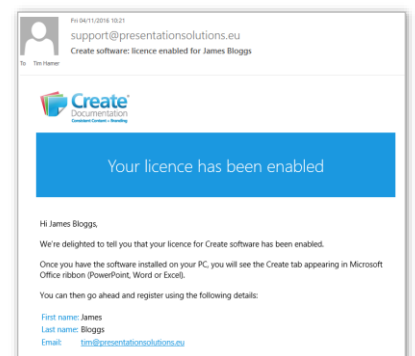 Fri 04/11/2016 10:21
support@presentationsolutions.eu
Create software: licence enabled for James Bloggs
To Tim Hamer
Create
Documentation
Consistent Content + Branding
Your licence has been enabled
Hi James Bloggs,
We're delighted to tell you that your licence for Create software has been enabled.
Once you have the software installed on your PC, you will see the Create tab appearing in Microsoft
Office ribbon (PowerPoint, Word or Excel).
You can then go ahead and register using the following details:
First name: James
Last name: Bloggs
Email: tim@presentationsolutions.eu